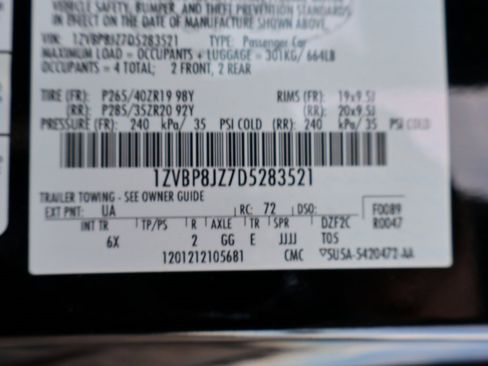 VEHICLE SAFETY, BUMPER, AND THEFT PREVENTION STANDARDS
IN EFFECT ON THE DATE OF MANUFACTURE SHOWN ABOVE.
VIN: 1ZVBP8JZ7D5283521 TYPE: Passenger Car
MAXIMUM LOAD = OCCUPANTS + LUGGAGE = 301KG/ 664LB
OCCUPANTS = 4 TOTAL; 2 FRONT, 2 REAR
TIRE (FR): P265/40ZR19 98Y RIMS (FR): 19x9.5J
(RR): P285/35ZR20 92Y (RR): 20x9.5J
PRESSURE (FR): 240 kPa/ 35 PSI COLD (RR): 240 kPa/ 35 PSI COLD
1ZVBP8JZ7D5283521
TRAILER TOWING - SEE OWNER GUIDE
EXT PNT: UA RC: 72 DSO: F0089
INT TR TP/PS R AXLE TR SPR DZF2C R0047
6X 2 GG E JJJJ TOS
1201212105681 CMC 5U5A-5420472-AA